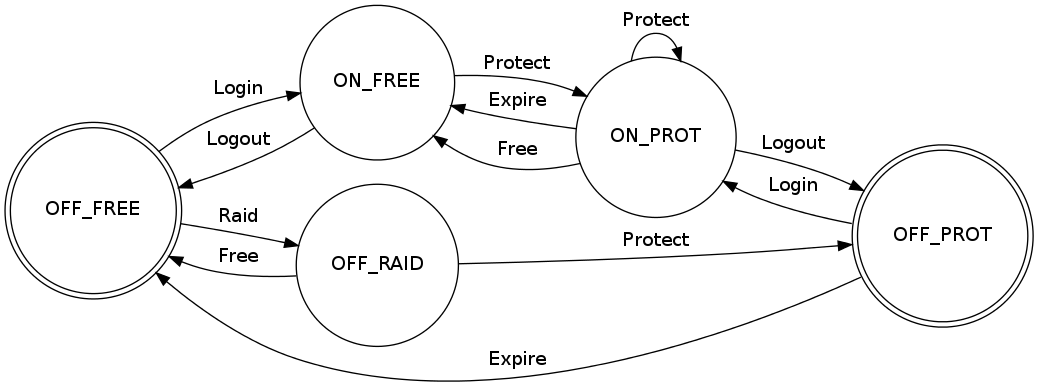 Protect
ON_FREE
Protect
Login
Expire
ON_PROT
Logout
Free
Logout
Login
OFF_FREE
Raid
OFF_PROT
Protect
Free
OFF_RAID
Expire